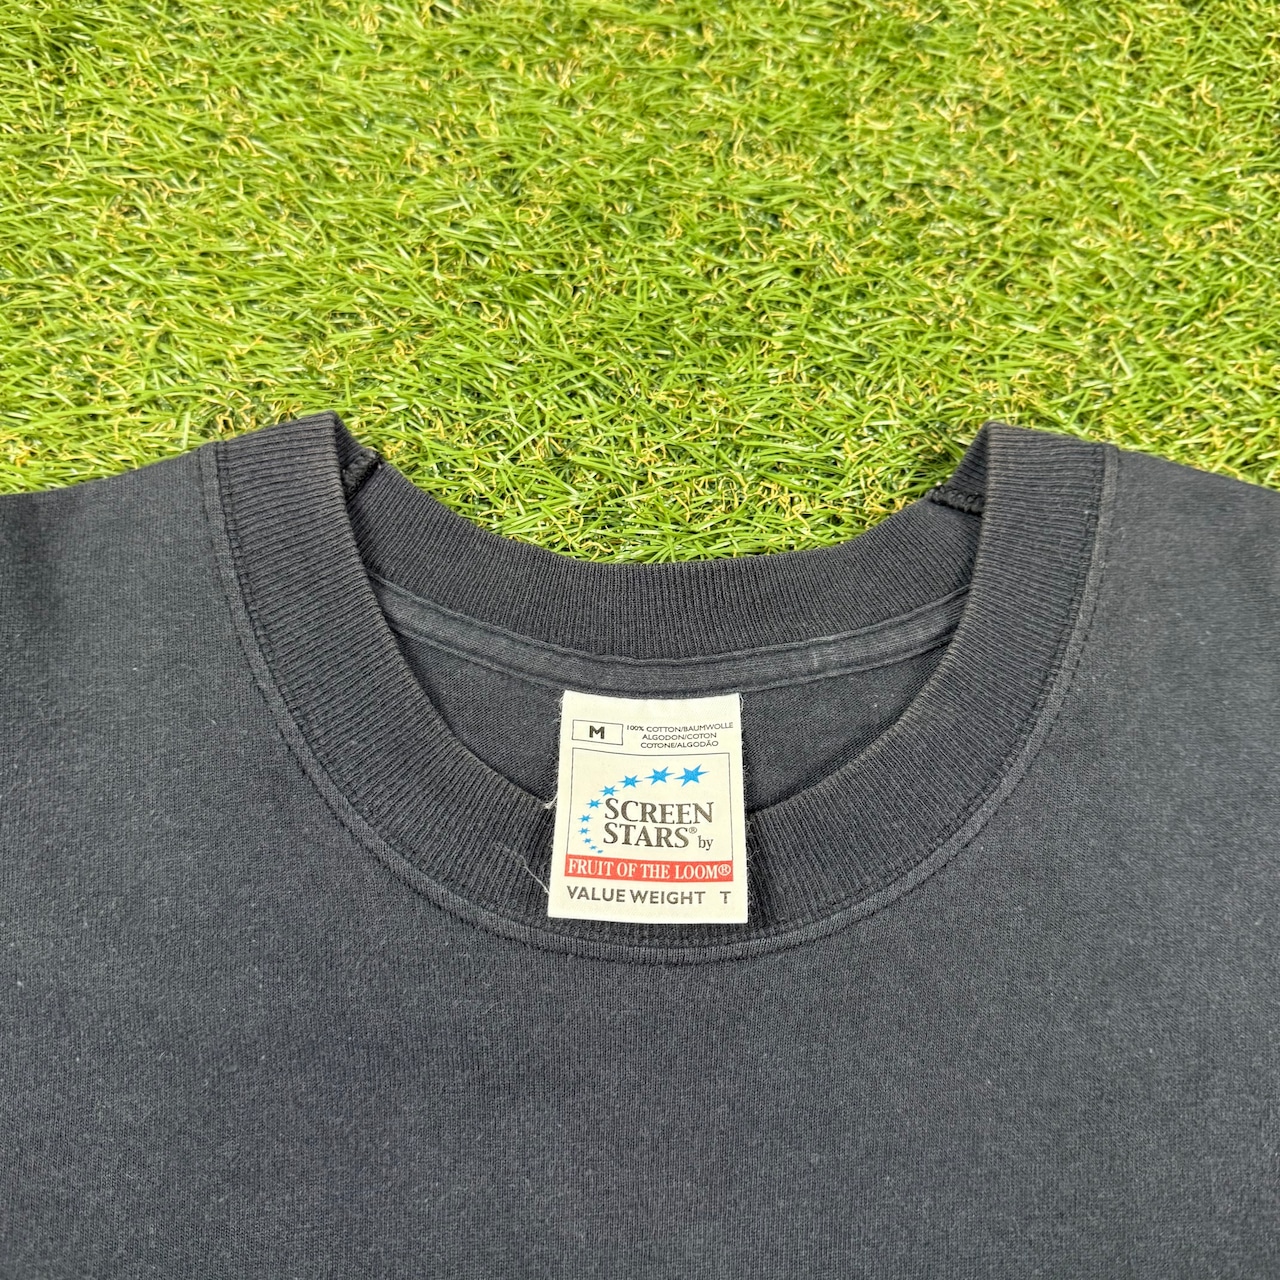 M
100% COTTON/BAUMWOLLE
ALGODON/COTON
COTONE/ALGODÃO
SCREEN
STARS® by
FRUIT OF THE LOOM®
VALUE WEIGHT T